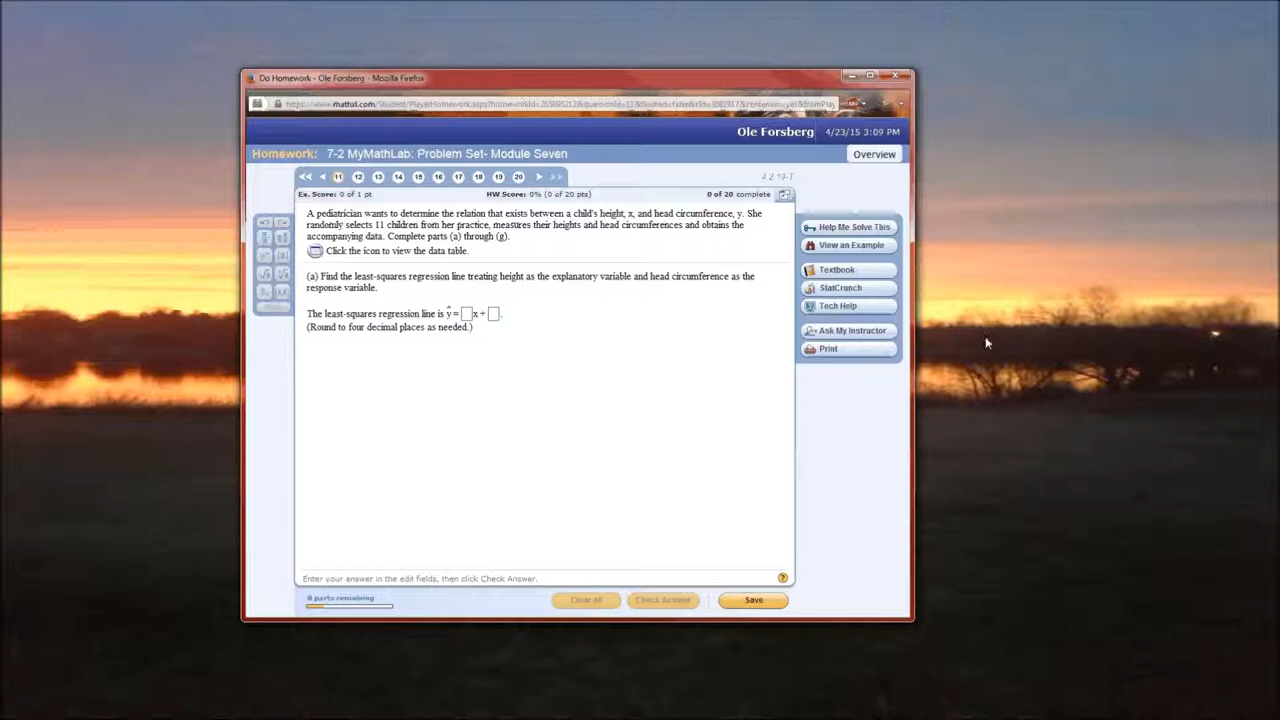 Do Homework - Ole Forsberg - Mozilla Firefox
Ole Forsberg 4/23/15 3:09 PM
Homework: 7-2 MyMathLab: Problem Set- Module Seven Overview
11 12 13 14 15 16 17 18 19 20
4.2.19-T
Ex. Score: 0 of 1 pt HW Score: 0% (0 of 20 pts) 0 of 20 complete
A pediatrician wants to determine the relation that exists between a child's height, x, and head circumference, y. She
randomly selects 11 children from her practice, measures their heights and head circumferences and obtains the
accompanying data. Complete parts (a) through (g).
Click the icon to view the data table.
(a) Find the least-squares regression line treating height as the explanatory variable and head circumference as the
response variable.
The least-squares regression line is ŷ = x + .
(Round to four decimal places as needed.)
Help Me Solve This
View an Example
Textbook
StatCrunch
Tech Help
Ask My Instructor
Print
Enter your answer in the edit fields, then click Check Answer.
?
8 parts remaining
Clear All Check Answer Save